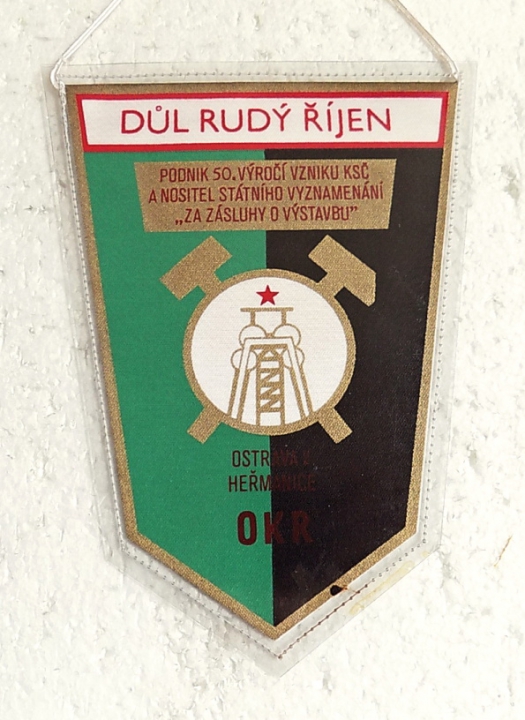 DŮL RUDÝ ŘÍJEN
PODNIK 50. VÝROČÍ VZNIKU KSČ
A NOSITEL STÁTNÍHO VYZNAMENÁNÍ
„ZA ZÁSLUHY O VÝSTAVBU”
OSTRAVA
HEŘMANICE
OKR